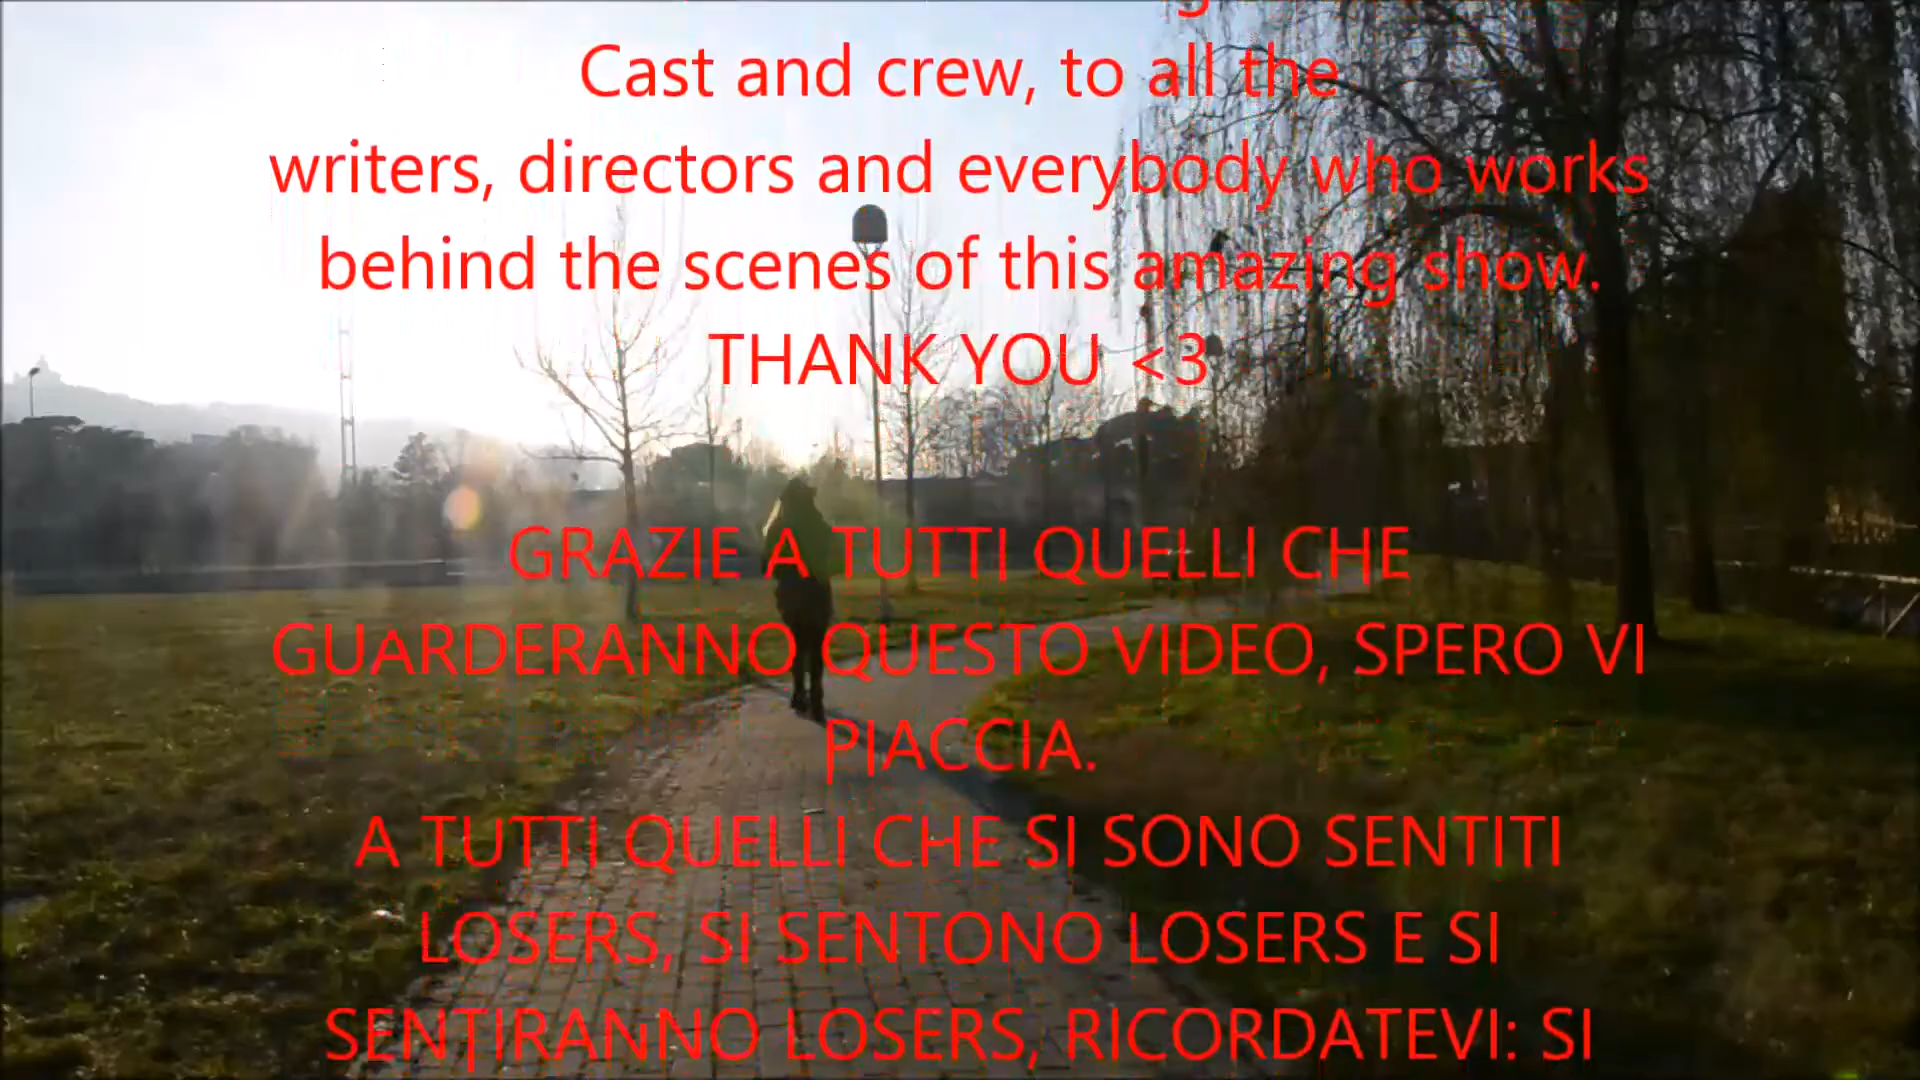 Cast and crew, to all the
writers, directors and everybody who works
behind the scenes of this amazing show.
THANK YOU <3
GRAZIE A TUTTI QUELLI CHE
GUARDERANNO QUESTO VIDEO, SPERO VI
PIACCIA.
A TUTTI QUELLI CHE SI SONO SENTITI
LOSERS, SI SENTONO LOSERS E SI
SENTIRANNO LOSERS, RICORDATEVI: SI